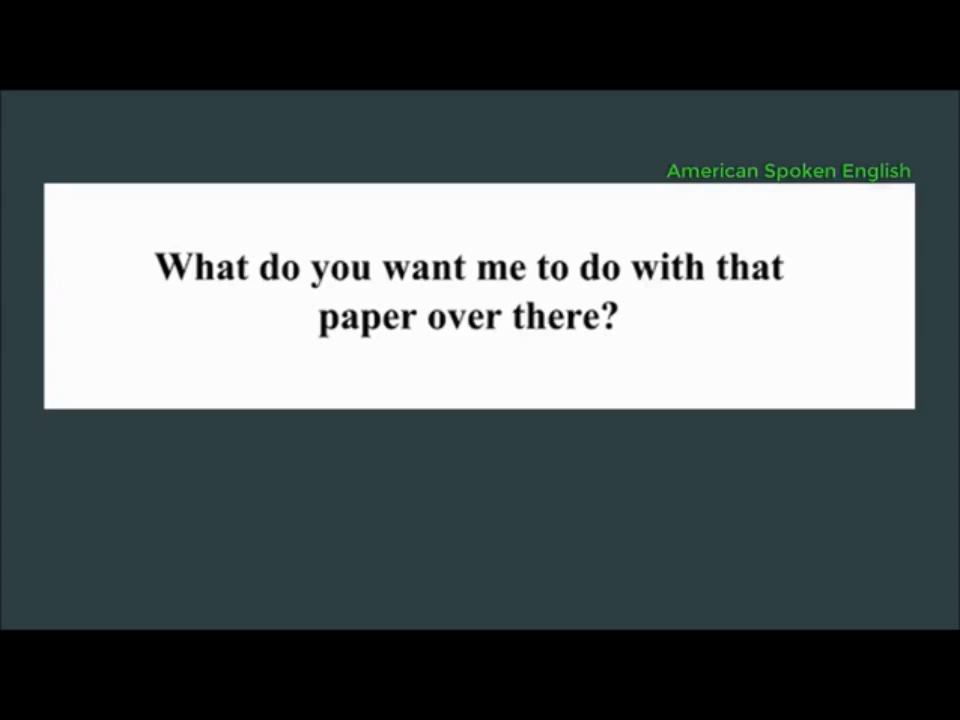 American Spoken English
What do you want me to do with that
paper over there?